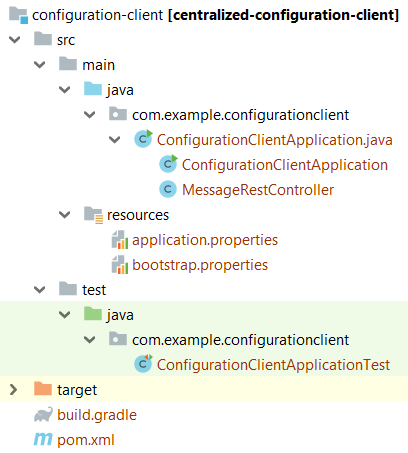 configuration-client [centralized-configuration-client]
src
main
java
com.example.configurationclient
ConfigurationClientApplication.java
ConfigurationClientApplication
MessageRestController
resources
application.properties
bootstrap.properties
test
java
com.example.configurationclient
ConfigurationClientApplicationTest
target
build.gradle
pom.xml